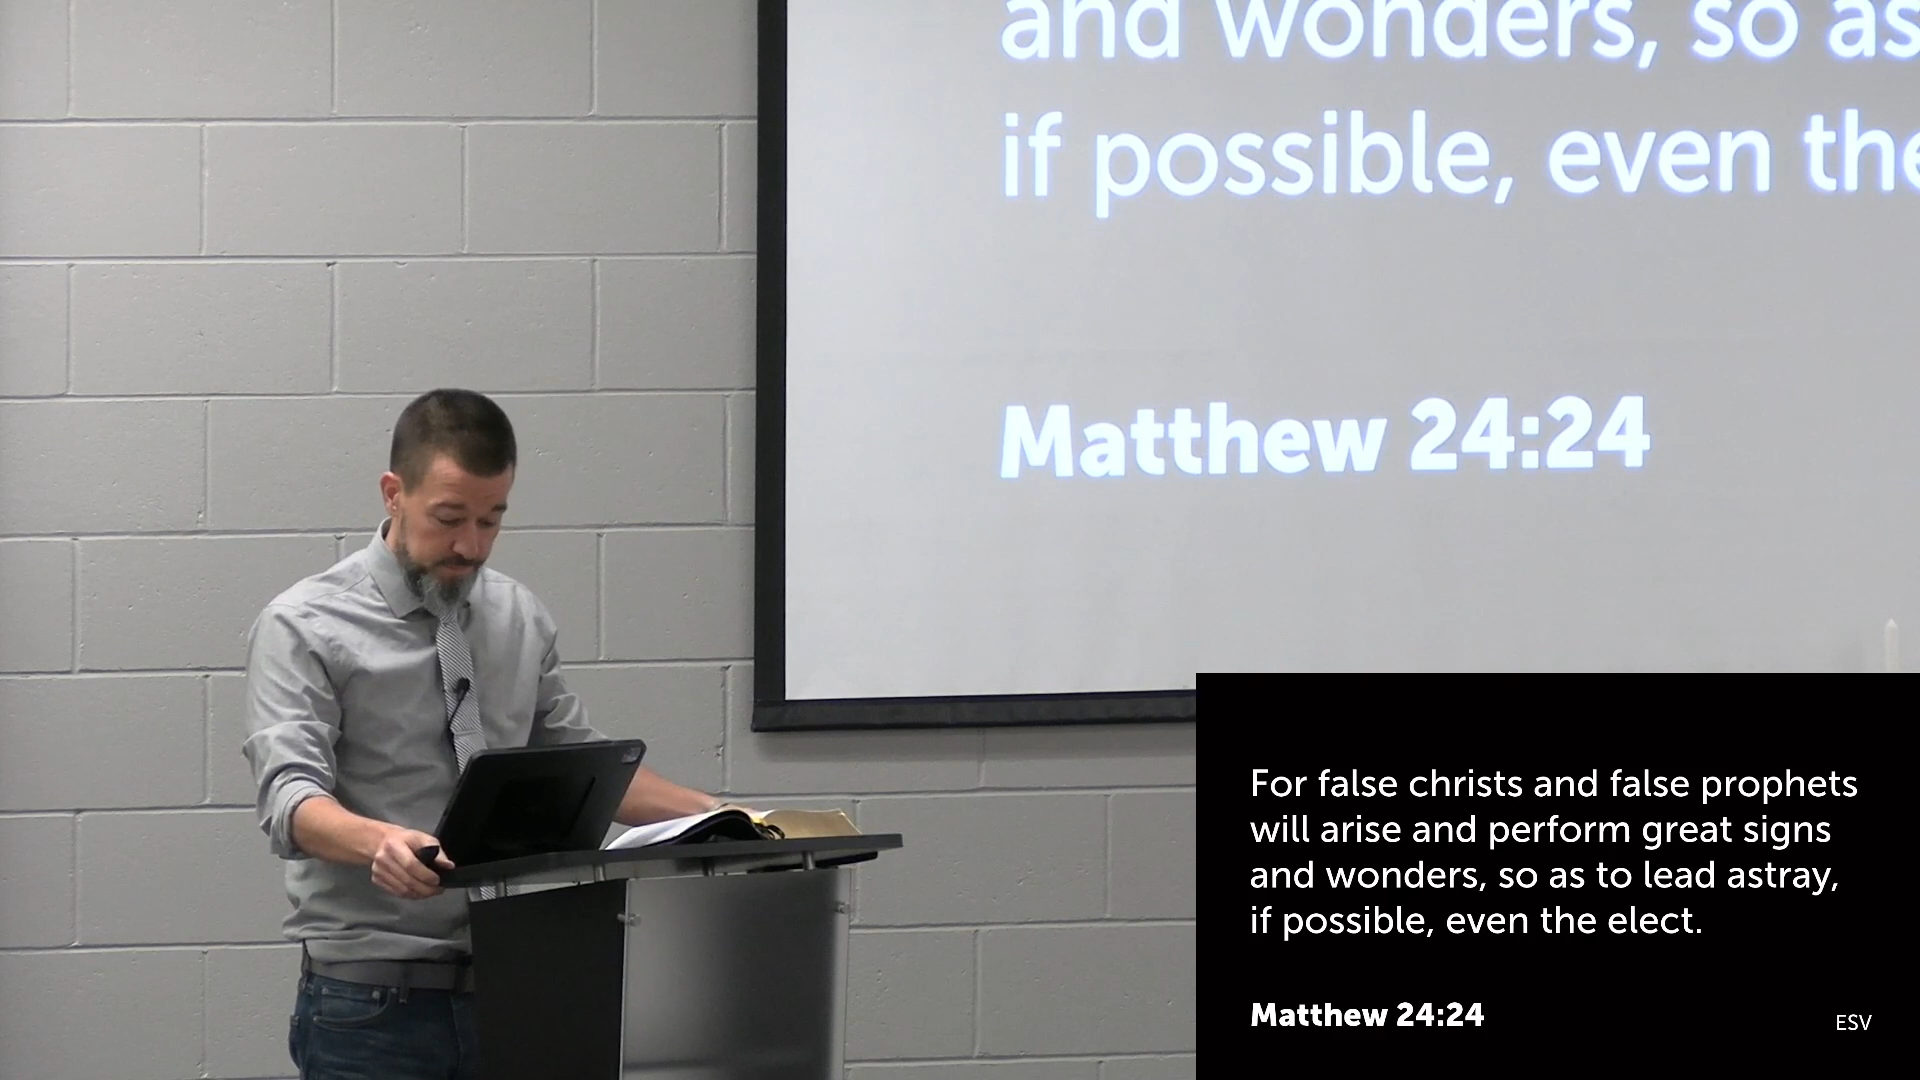 and wonders, so as
if possible, even the
Matthew 24:24
For false christs and false prophets
will arise and perform great signs
and wonders, so as to lead astray,
if possible, even the elect.
Matthew 24:24
ESV